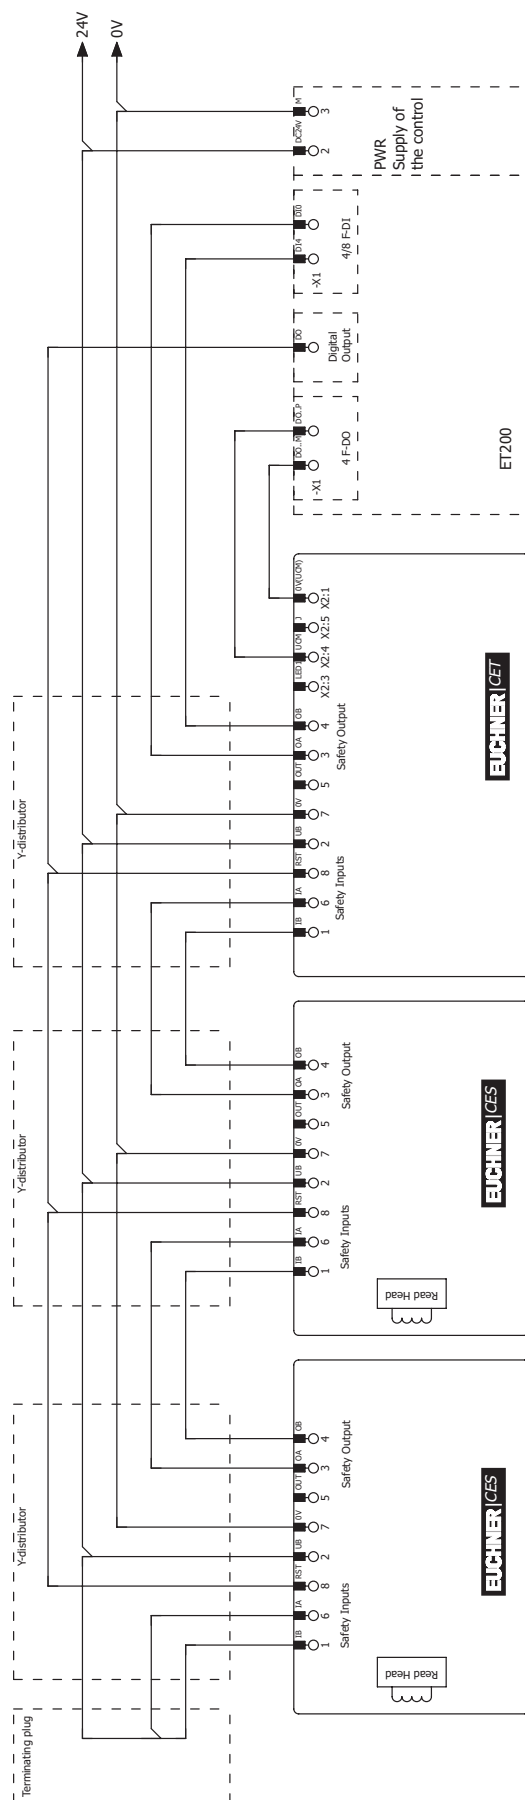 24V
0V
M
3
DC24V
2
PWR
Supply of
the control
DI0
DI4
-X1
4/8 F-DI
DO
Digital
Output
DO..P
DO..M
-X1
4 F-DO
ET200
0V(UCM)
X2:1
J
X2:5
UCM
X2:4
LED1
X2:3
OB
4
OA
3
Safety Output
OUT
5
0V
7
UB
2
RST
8
IA
6
IB
1
Safety Inputs
Y-distributor
EUCHNER|CET
OB
4
OA
3
Safety Output
OUT
5
0V
7
UB
2
RST
8
IA
6
IB
1
Safety Inputs
Y-distributor
EUCHNER|CES
Read Head
OB
4
OA
3
Safety Output
OUT
5
0V
7
UB
2
RST
8
IA
6
IB
1
Safety Inputs
Y-distributor
EUCHNER|CES
Read Head
Terminating plug